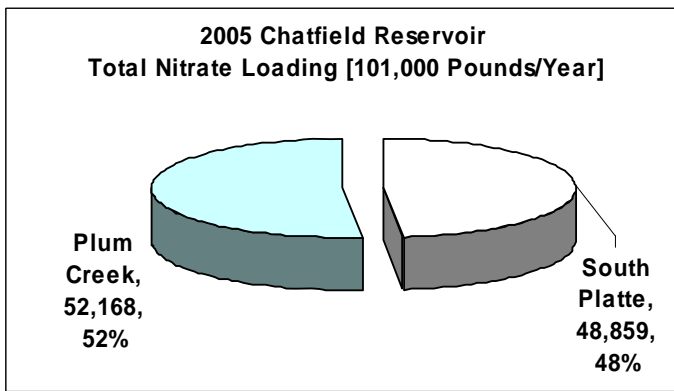 2005 Chatfield Reservoir
Total Nitrate Loading [101,000 Pounds/Year]
Plum
Creek,
52,168,
52%
South
Platte,
48,859,
48%